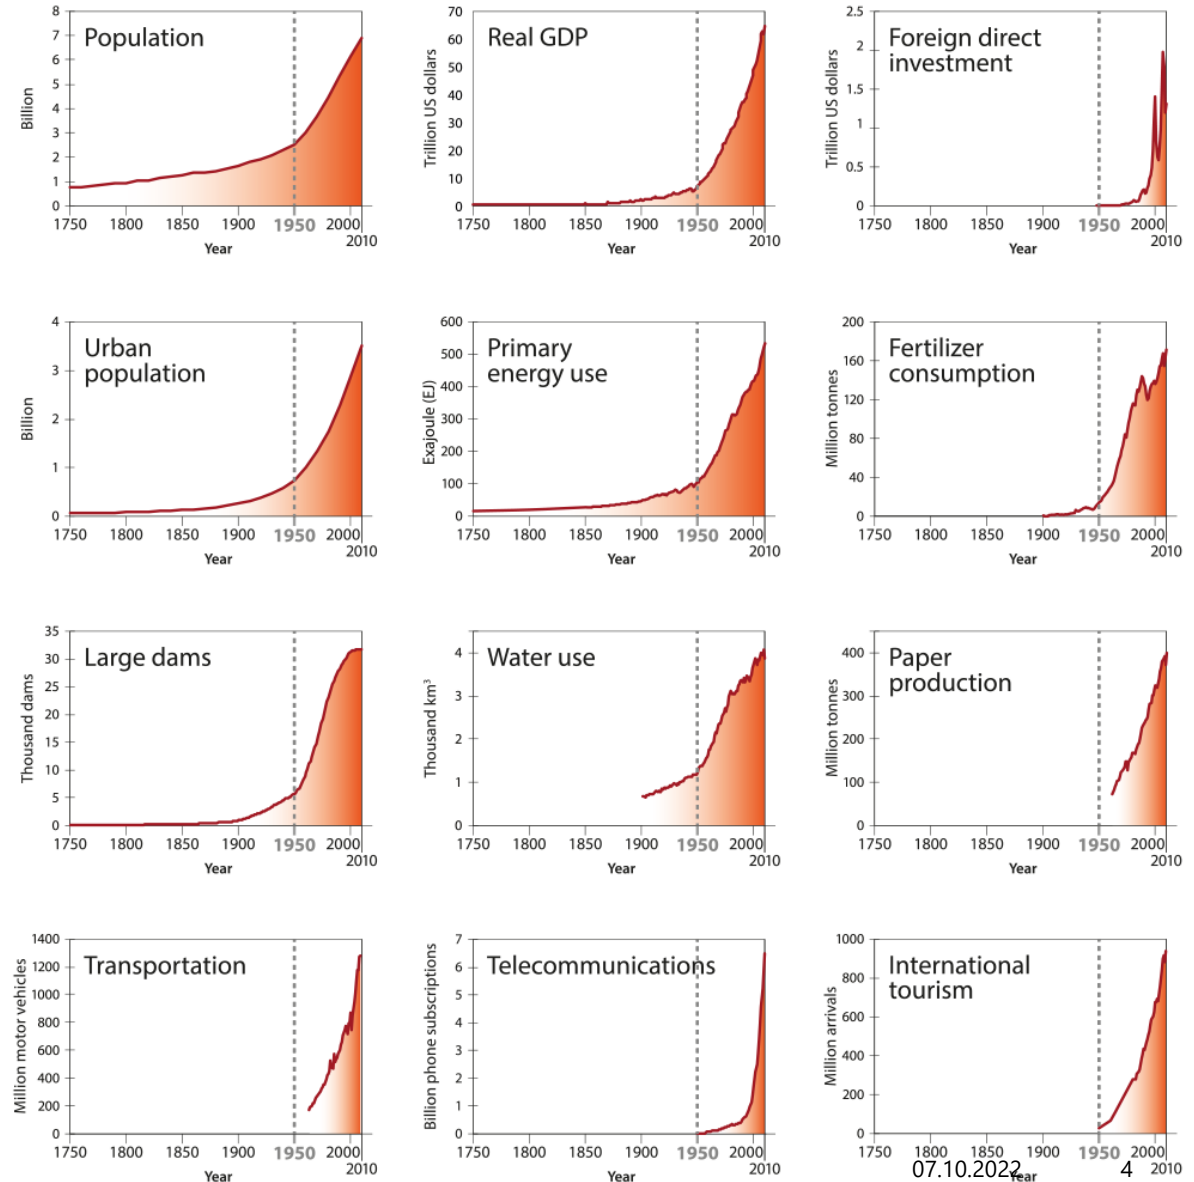 Population
Billion
8
7
6
5
4
3
2
1
0
1750 1800 1850 1900 1950 2000
2010
Year
Real GDP
Trillion US dollars
70
60
50
40
30
20
10
0
1750 1800 1850 1900 1950 2000
2010
Year
Foreign direct
investment
Trillion US dollars
2.5
2
1.5
1
0.5
0
1750 1800 1850 1900 1950 2000
2010
Year
Urban
population
Billion
4
3
2
1
0
1750 1800 1850 1900 1950 2000
2010
Year
Primary
energy use
Exajoule (EJ)
600
500
400
300
200
100
0
1750 1800 1850 1900 1950 2000
2010
Year
Fertilizer
consumption
Million tonnes
200
160
120
80
40
0
1750 1800 1850 1900 1950 2000
2010
Year
Large dams
Thousand dams
35
30
25
20
15
10
5
0
1750 1800 1850 1900 1950 2000
2010
Year
Water use
Thousand km³
4
3
2
1
0
1750 1800 1850 1900 1950 2000
2010
Year
Paper
production
Million tonnes
400
300
200
100
0
1750 1800 1850 1900 1950 2000
2010
Year
Transportation
Million motor vehicles
1400
1200
1000
800
600
400
200
0
1750 1800 1850 1900 1950 2000
2010
Year
Telecommunications
Billion phone subscriptions
7
6
5
4
3
2
1
0
1750 1800 1850 1900 1950 2000
2010
Year
International
tourism
Million arrivals
1000
800
600
400
200
0
1750 1800 1850 1900 1950 2000
2010
Year
07.10.2022
4